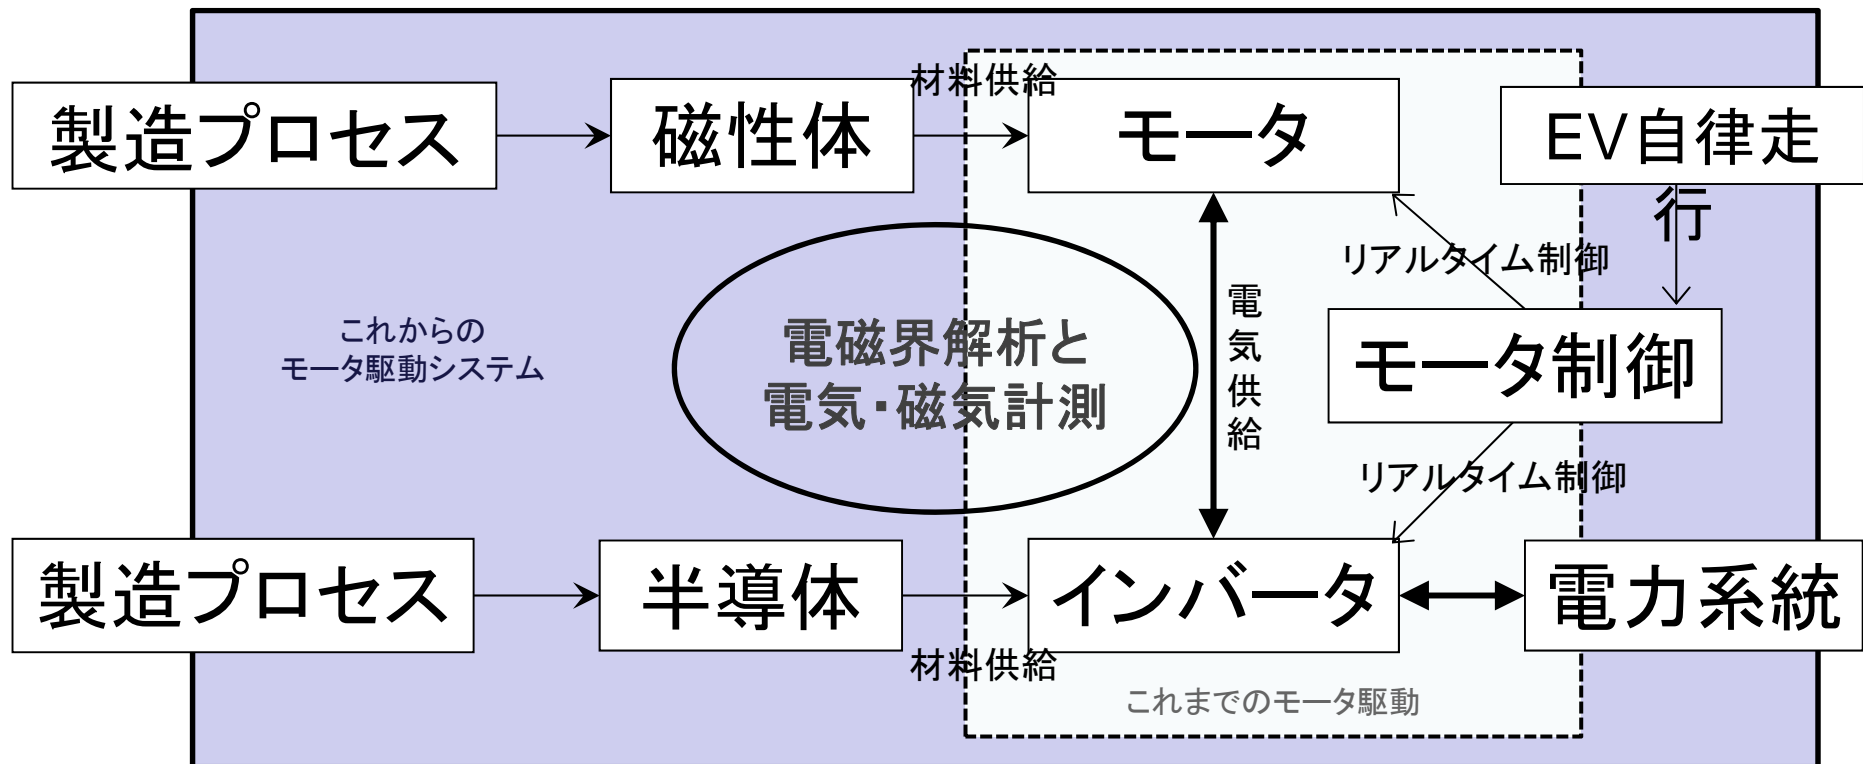 材料供給
製造プロセス
磁性体
モータ
EV自律走
行
リアルタイム制御
これからの
モータ駆動システム
電磁界解析と
電気・磁気計測
電
気
供
給
モータ制御
リアルタイム制御
製造プロセス
半導体
インバータ
電力系統
材料供給
これまでのモータ駆動